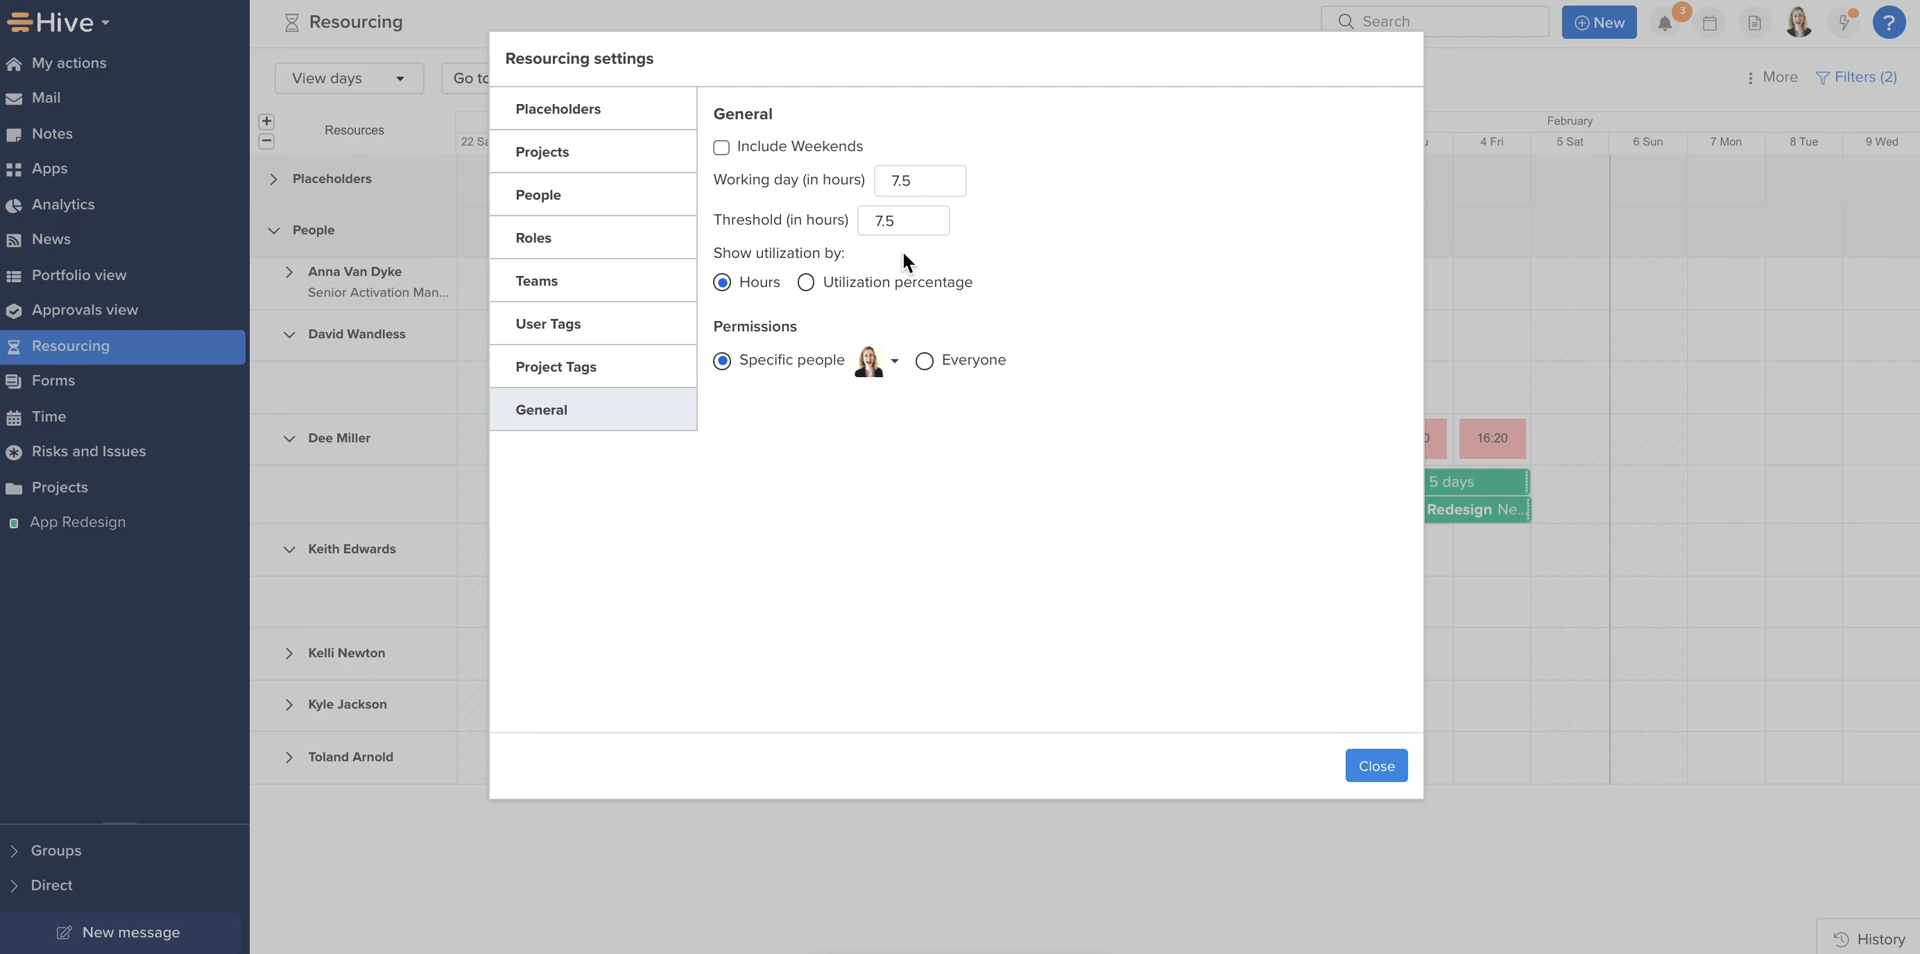 Hive
My actions
Mail
Notes
Apps
Analytics
News
Portfolio view
Approvals view
Resourcing
Forms
Time
Risks and Issues
Projects
App Redesign
Groups
Direct
New message
Resourcing
Search
New
3
?
View days
Go to
More
Filters (2)
Resources
22 Sa
February
4 Fri
5 Sat
6 Sun
7 Mon
8 Tue
9 Wed
Placeholders
People
Anna Van Dyke
Senior Activation Man...
David Wandless
Dee Miller
16:20
5 days
Redesign Ne...
Keith Edwards
Kelli Newton
Kyle Jackson
Toland Arnold
Resourcing settings
Placeholders
Projects
People
Roles
Teams
User Tags
Project Tags
General
General
Include Weekends
Working day (in hours) 7.5
Threshold (in hours) 7.5
Show utilization by:
Hours Utilization percentage
Permissions
Specific people Everyone
Close
History